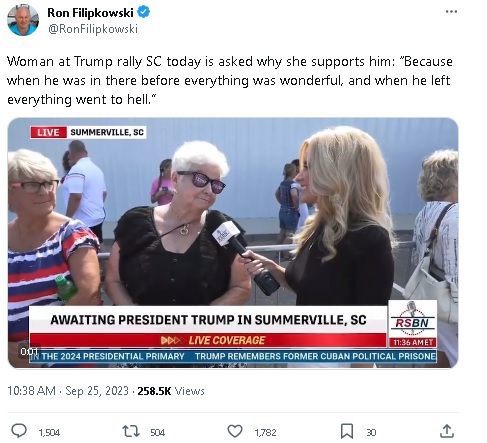 Ron Filipkowski
@RonFilipkowski
Woman at Trump rally SC today is asked why she supports him: “Because
when he was in there before everything was wonderful, and when he left
everything went to hell.”
LIVE SUMMERVILLE, SC
AWAITING PRESIDENT TRUMP IN SUMMERVILLE, SC
RSBN
LIVE COVERAGE
11:36 AM ET
0:01
N THE 2024 PRESIDENTIAL PRIMARY TRUMP REMEMBERS FORMER CUBAN POLITICAL PRISONE
10:38 AM · Sep 25, 2023 · 258.5K Views
1,504 504 1,782 30